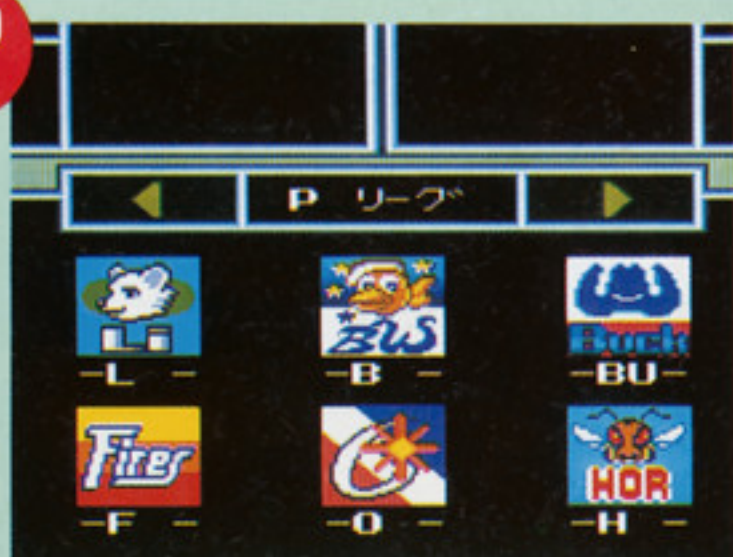 P リーグ
Li
BUS
Buck
-L -
-B -
-BU-
Fires
HOR
-F -
-O -
-H -